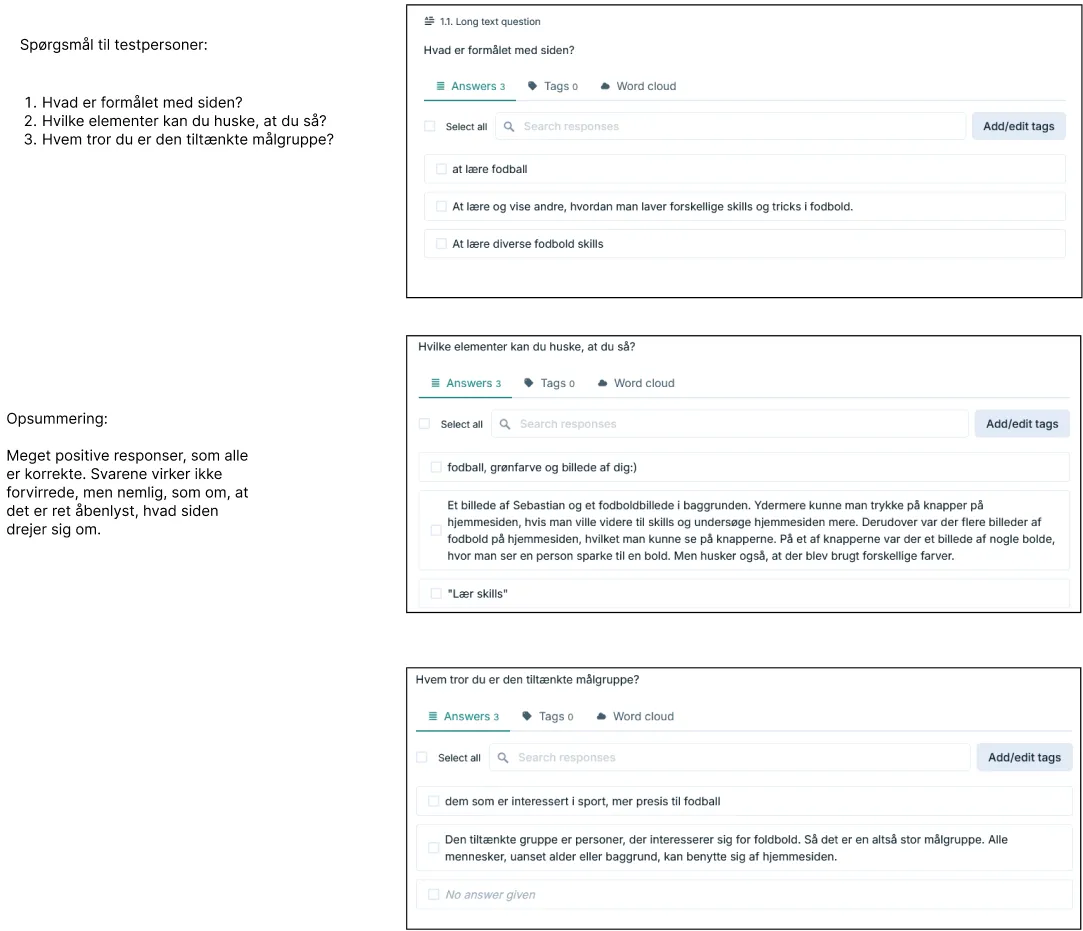 Spørgsmål til testpersoner:
1. Hvad er formålet med siden?
2. Hvilke elementer kan du huske, at du så?
3. Hvem tror du er den tiltænkte målgruppe?
1.1. Long text question
Hvad er formålet med siden?
Answers 3 Tags 0 Word cloud
Select all Search responses Add/edit tags
at lære fodball
At lære og vise andre, hvordan man laver forskellige skills og tricks i fodbold.
At lære diverse fodbold skills
Opsummering:
Meget positive responser, som alle
er korrekte. Svarene virker ikke
forvirrede, men nemlig, som om, at
det er ret åbenlyst, hvad siden
drejer sig om.
Hvilke elementer kan du huske, at du så?
Answers 3 Tags 0 Word cloud
Select all Search responses Add/edit tags
fodball, grønfarve og billede af dig:)
Et billede af Sebastian og et fodboldbillede i baggrunden. Ydermere kunne man trykke på knapper på
hjemmesiden, hvis man ville videre til skills og undersøge hjemmesiden mere. Derudover var der flere billeder af
fodbold på hjemmesiden, hvilket man kunne se på knapperne. På et af knapperne var der et billede af nogle bolde,
hvor man ser en person sparke til en bold. Men husker også, at der blev brugt forskellige farver.
"Lær skills"
Hvem tror du er den tiltænkte målgruppe?
Answers 3 Tags 0 Word cloud
Select all Search responses Add/edit tags
dem som er interessert i sport, mer presis til fodball
Den tiltænkte gruppe er personer, der interesserer sig for foldbold. Så det er en altså stor målgruppe. Alle
mennesker, uanset alder eller baggrund, kan benytte sig af hjemmesiden.
No answer given